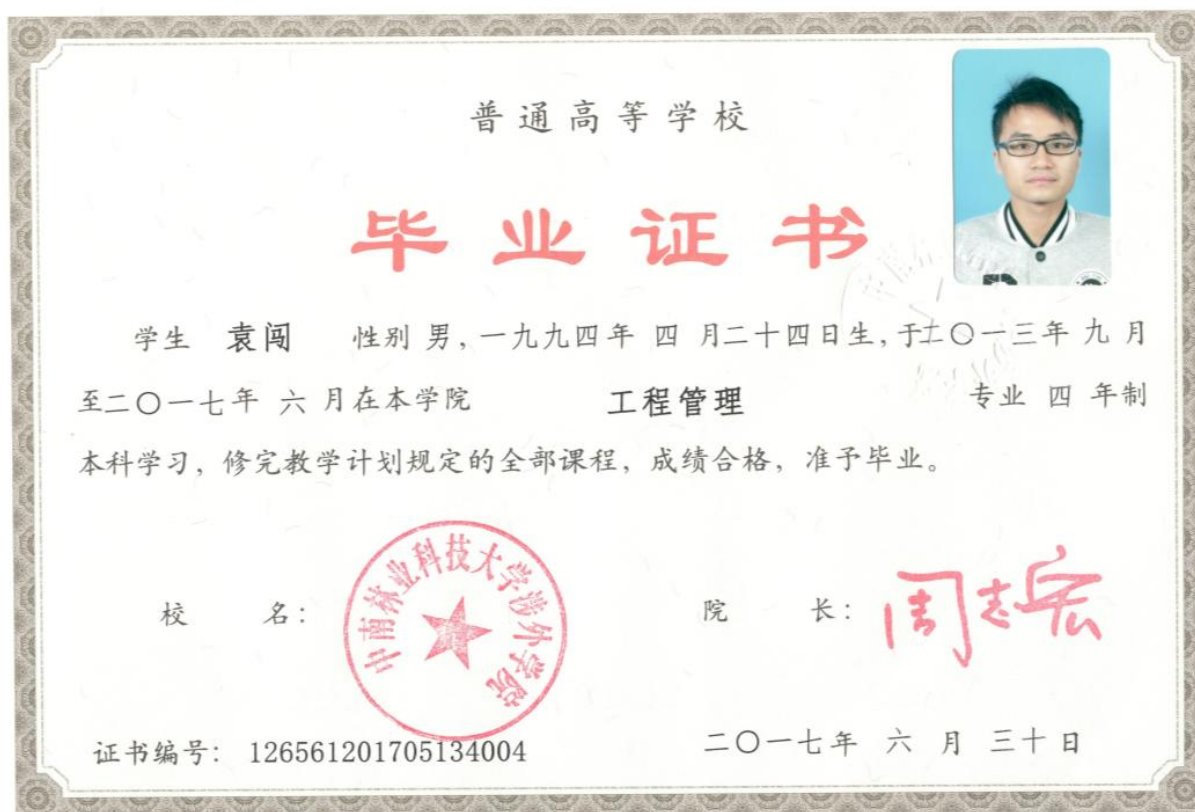 普通高等学校
毕业证书
学生 袁闯 性别 男，一九九四年 四 月二十四日生，于二〇一三年 九 月
至二〇一七年 六 月在本学院 工程管理 专业 四 年制
本科学习，修完教学计划规定的全部课程，成绩合格，准予毕业。
校 名：
中南林业科技大学涉外学院
院 长：
周志宏
证书编号： 126561201705134004
二〇一七年 六 月 三十日